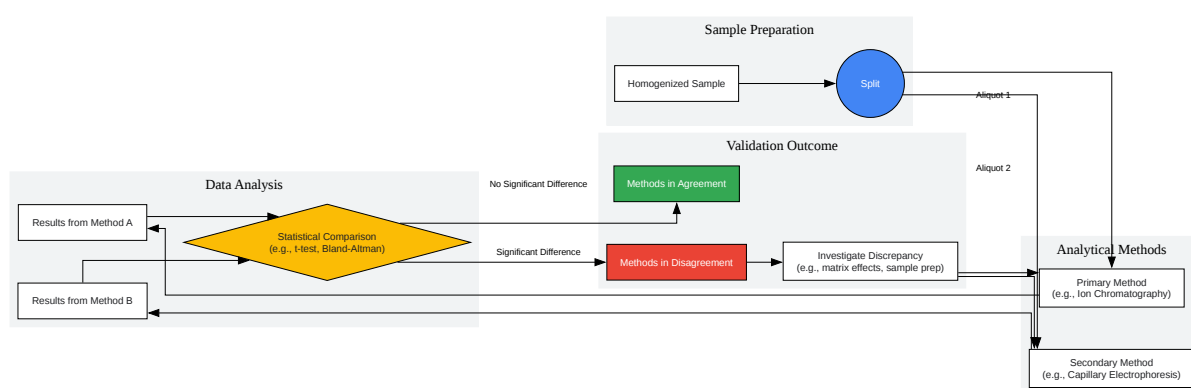 Sample Preparation
Homogenized Sample
Split
Aliquot 1
Validation Outcome
Aliquot 2
Data Analysis
No Significant Difference
Methods in Agreement
Results from Method A
Statistical Comparison
(e.g., t-test, Bland-Altman)
Significant Difference
Methods in Disagreement
Investigate Discrepancy
(e.g., matrix effects, sample prep)
Analytical Methods
Results from Method B
Primary Method
(e.g., Ion Chromatography)
Secondary Method
(e.g., Capillary Electrophoresis)